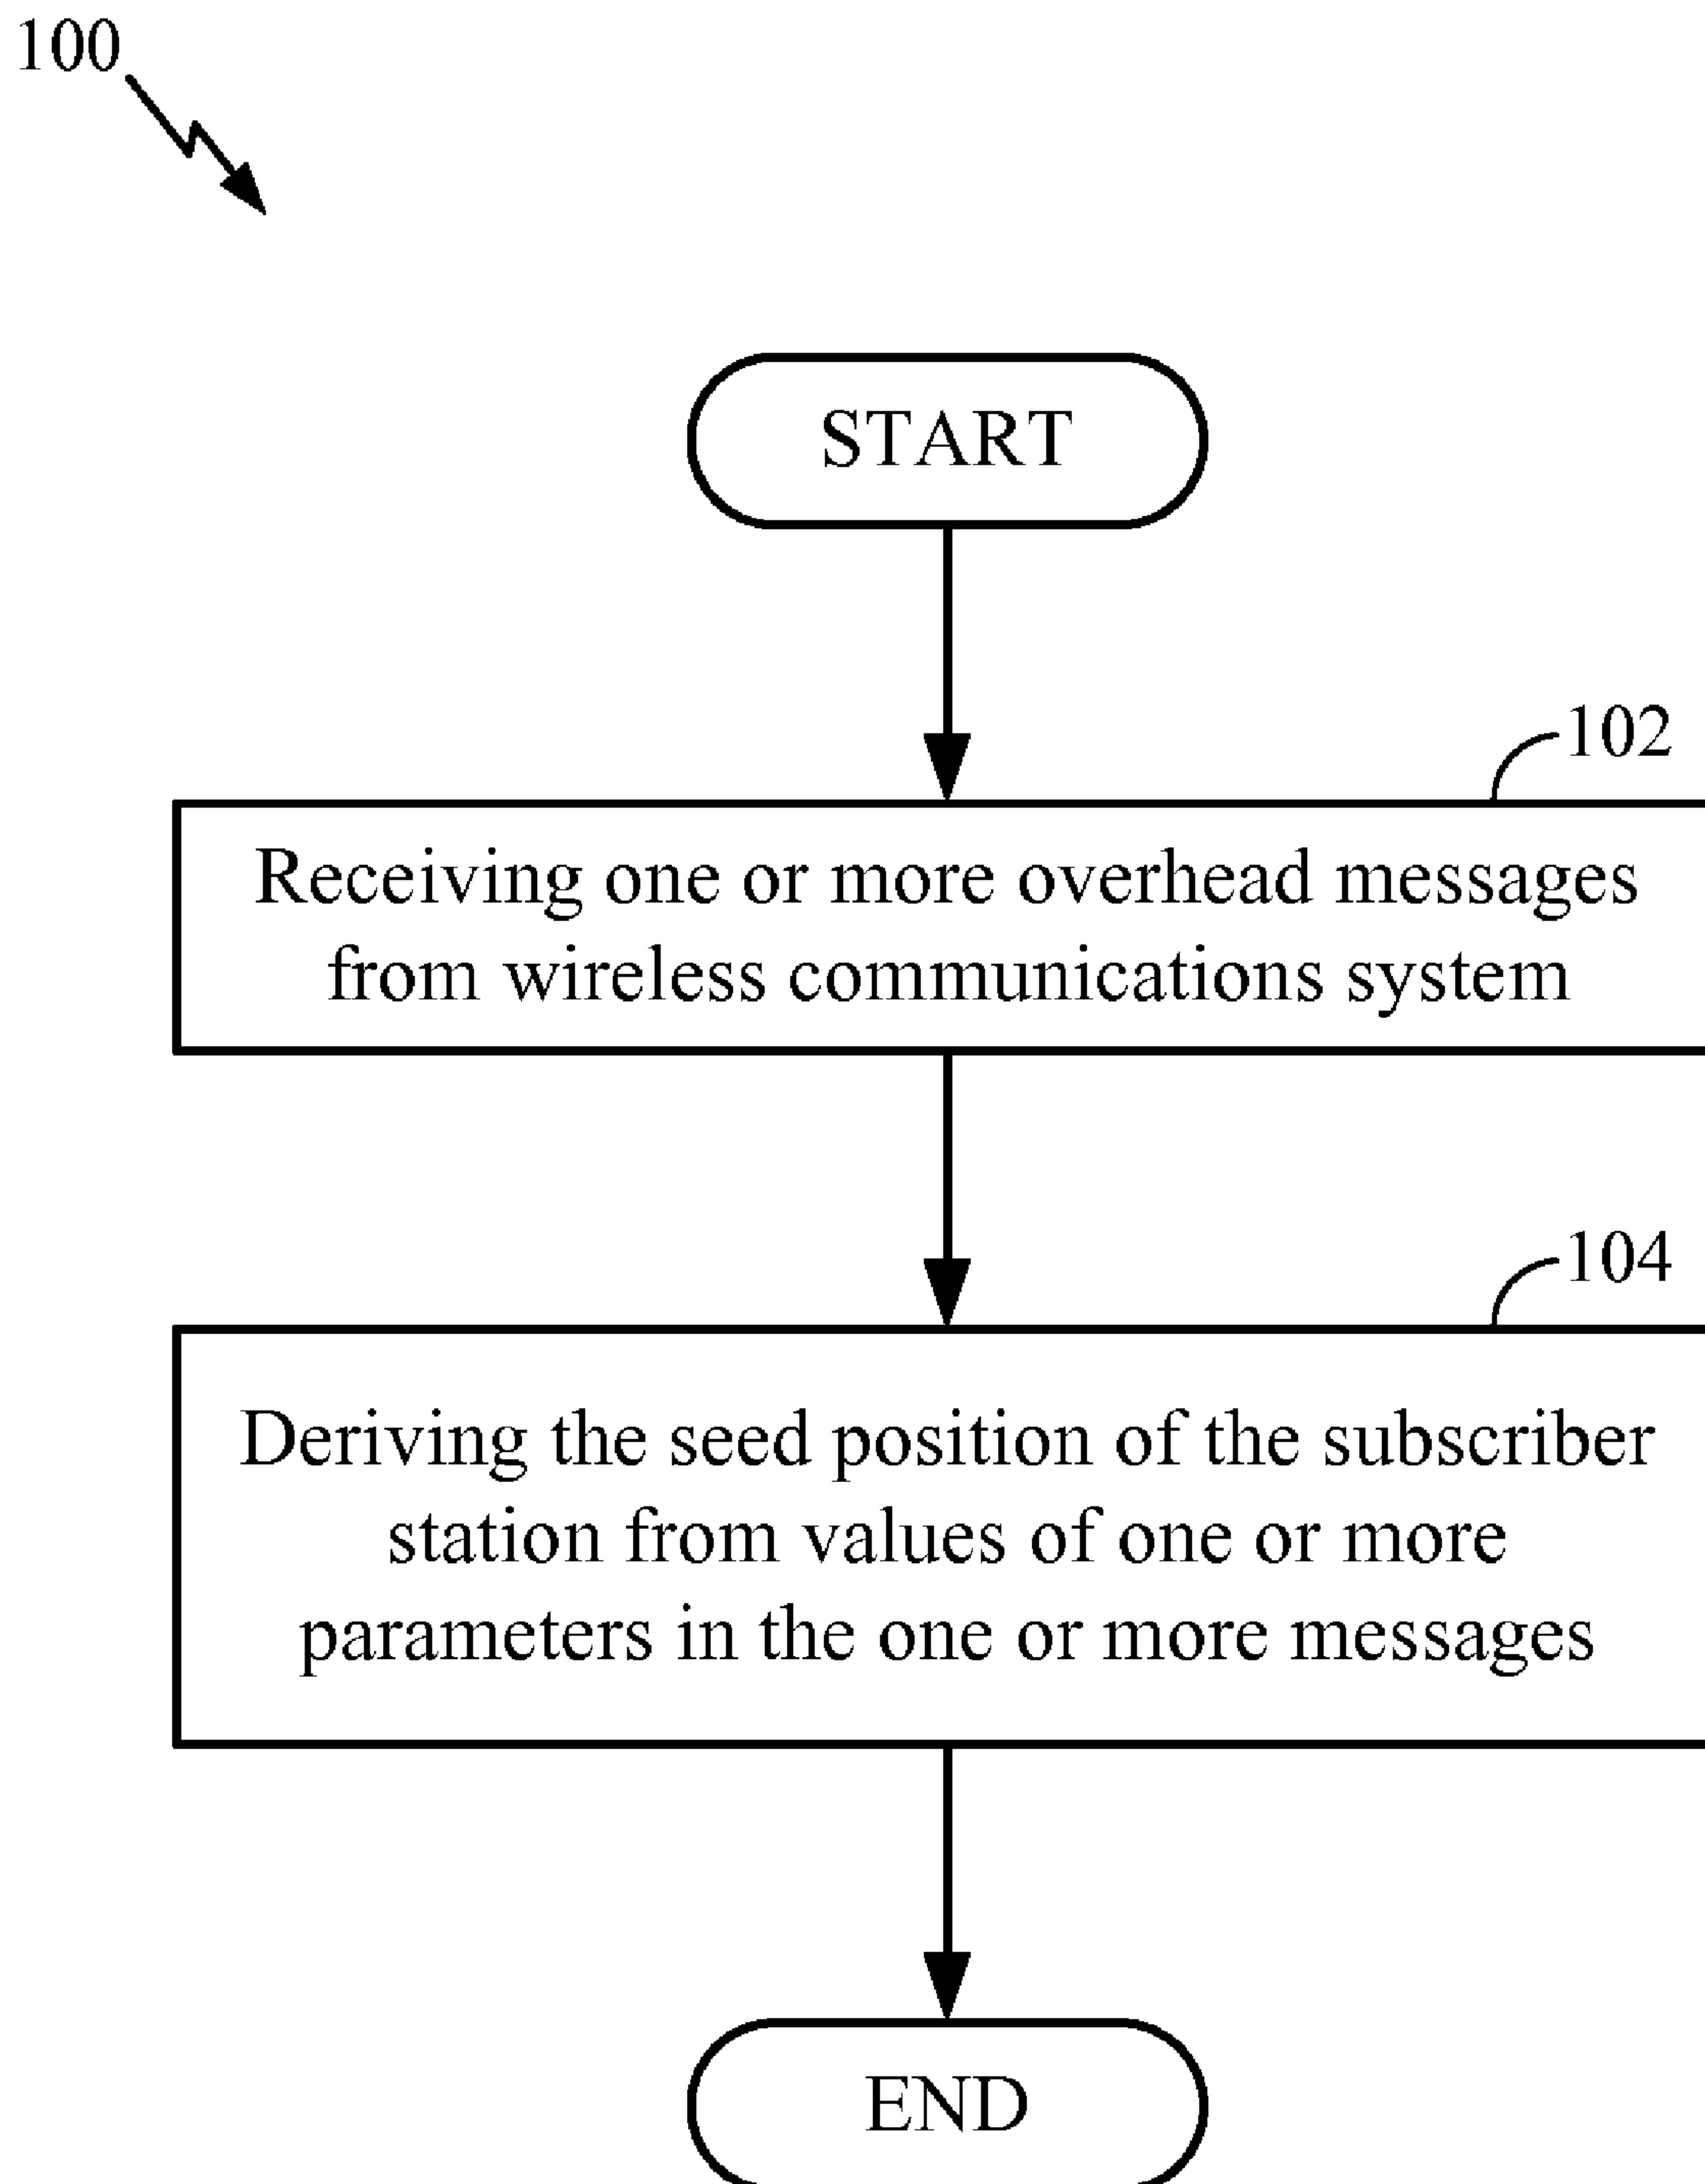 100
START
102
Receiving one or more overhead messages
from wireless communications system
104
Deriving the seed position of the subscriber
station from values of one or more
parameters in the one or more messages
END